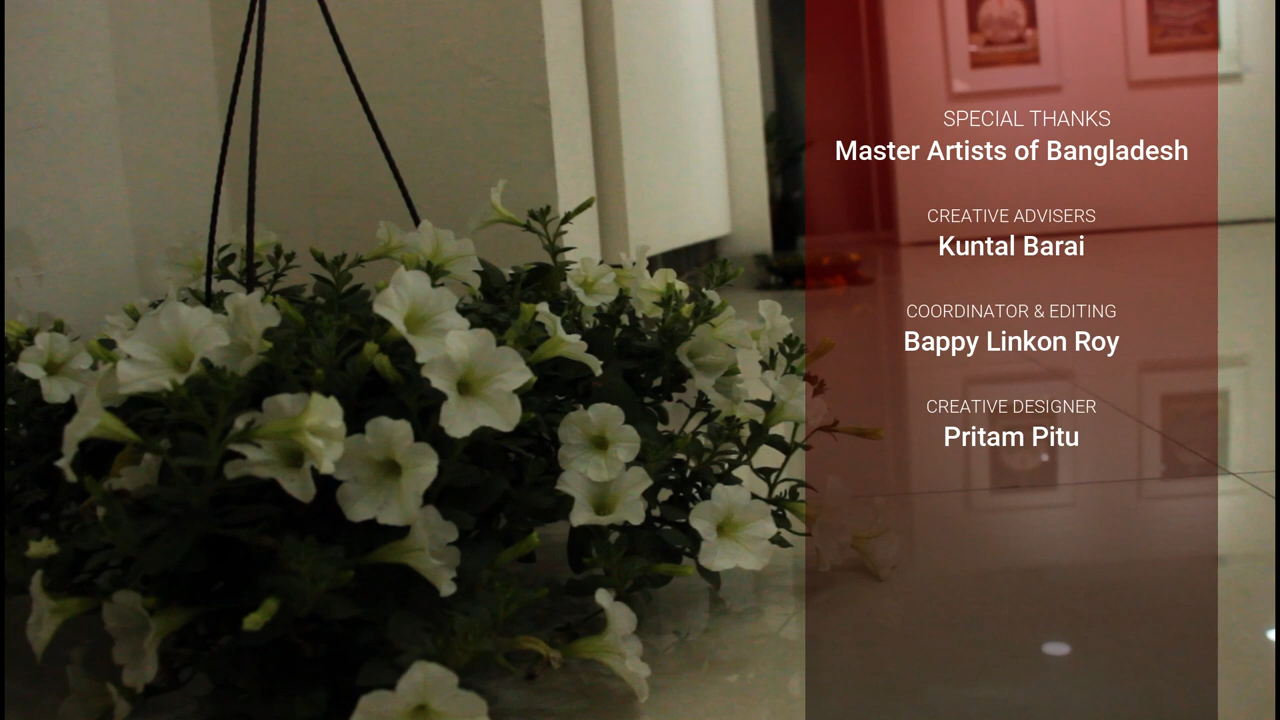 SPECIAL THANKS
Master Artists of Bangladesh
CREATIVE ADVISERS
Kuntal Barai
COORDINATOR & EDITING
Bappy Linkon Roy
CREATIVE DESIGNER
Pritam Pitu